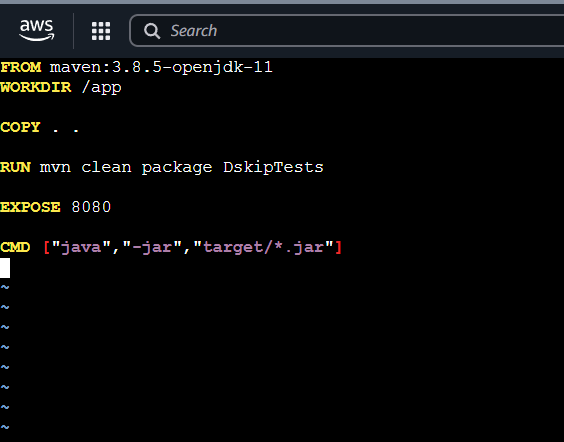 aws
Search
FROM maven:3.8.5-openjdk-11
WORKDIR /app
COPY . .
RUN mvn clean package DskipTests
EXPOSE 8080
CMD ["java","-jar","target/*.jar"]
~
~
~
~
~
~
~
~